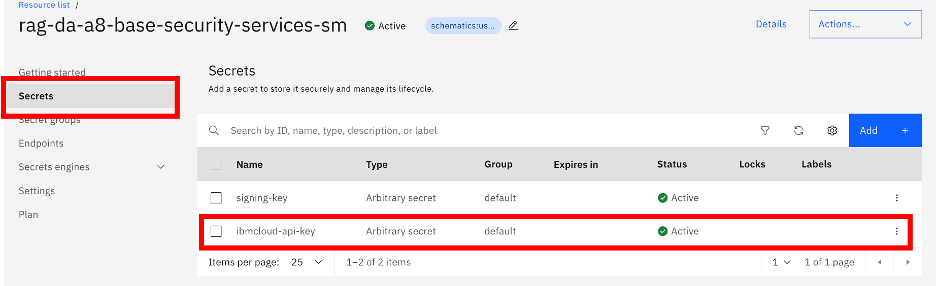 Resource list /
rag-da-a8-base-security-services-sm Active schematics:us... Details Actions...
Getting started
Secrets
Secret groups
Endpoints
Secrets engines
Settings
Plan
Secrets
Add a secret to store it securely and manage its lifecycle.
Search by ID, name, type, description, or label Add +
Name Type Group Expires in Status Locks Labels
signing-key Arbitrary secret default Active
ibmcloud-api-key Arbitrary secret default Active
Items per page: 25 1–2 of 2 items 1 1 of 1 page